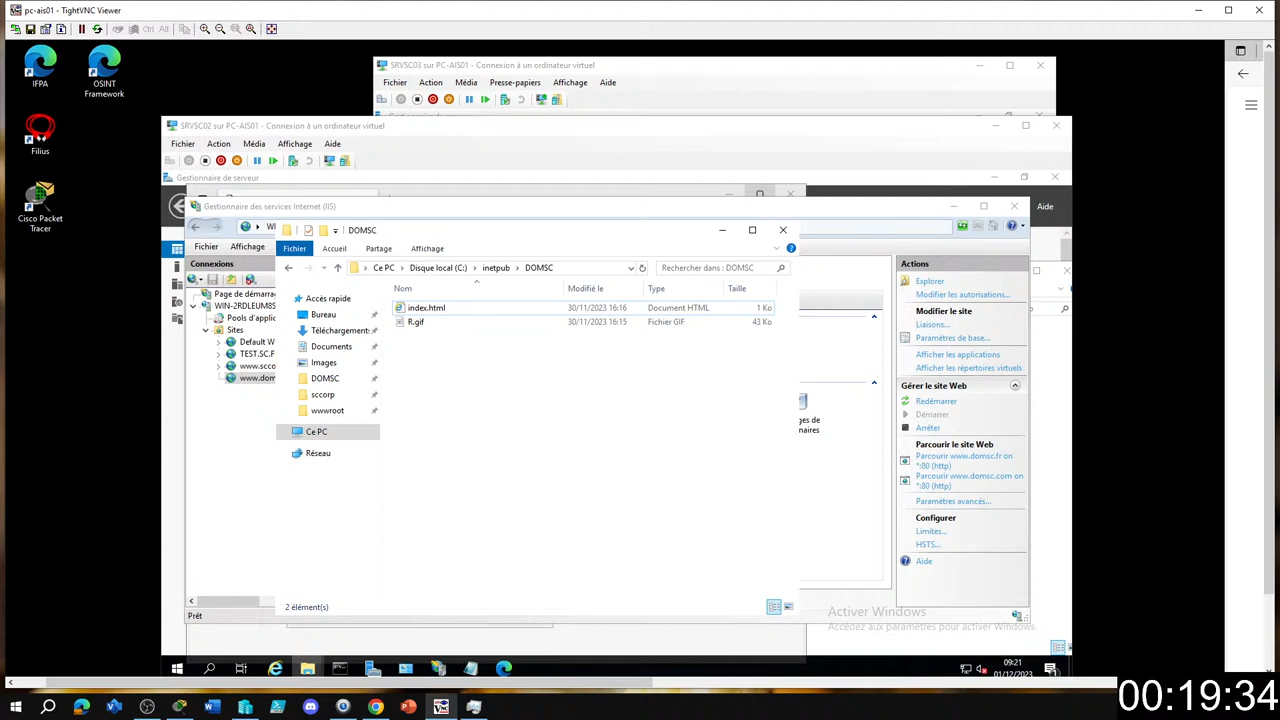 pc-ais01 - TightVNC Viewer
Ctrl Alt
IFPA
OSINT
Framework
Filius
Cisco Packet
Tracer
SRVSC03 sur PC-AIS01 - Connexion à un ordinateur virtuel
Fichier Action Média Presse-papiers Affichage Aide
SRVSC02 sur PC-AIS01 - Connexion à un ordinateur virtuel
Fichier Action Média Affichage Aide
Gestionnaire de serveur
Aide
Gestionnaire des services Internet (IIS)
Fichier Affichage
Connexions
Page de démarra
WIN-2RDLEUM8S
Pools d'applic
Sites
Default W
TEST.SC.F
www.scco
www.dom
Prêt
DOMSC
Fichier Accueil Partage Affichage
Ce PC Disque local (C:) inetpub DOMSC
Rechercher dans : DOMSC
Nom Modifié le Type Taille
index.html 30/11/2023 16:16 Document HTML 1 Ko
R.gif 30/11/2023 16:15 Fichier GIF 43 Ko
Accès rapide
Bureau
Téléchargement:
Documents
Images
DOMSC
sccorp
wwwroot
Ce PC
Réseau
2 élément(s)
ges de
onnaires
Actions
Explorer
Modifier les autorisations...
Modifier le site
Liaisons...
Paramètres de base...
Afficher les applications
Afficher les répertoires virtuels
Gérer le site Web
Redémarrer
Démarrer
Arrêter
Parcourir le site Web
Parcourir www.domsc.fr on
*:80 (http)
Parcourir www.domsc.com on
*:80 (http)
Paramètres avancés...
Configurer
Limites...
HSTS...
Aide
Activer Windows
Accédez aux paramètres pour activer Windows.
09:21
01/12/2023
00:19:34